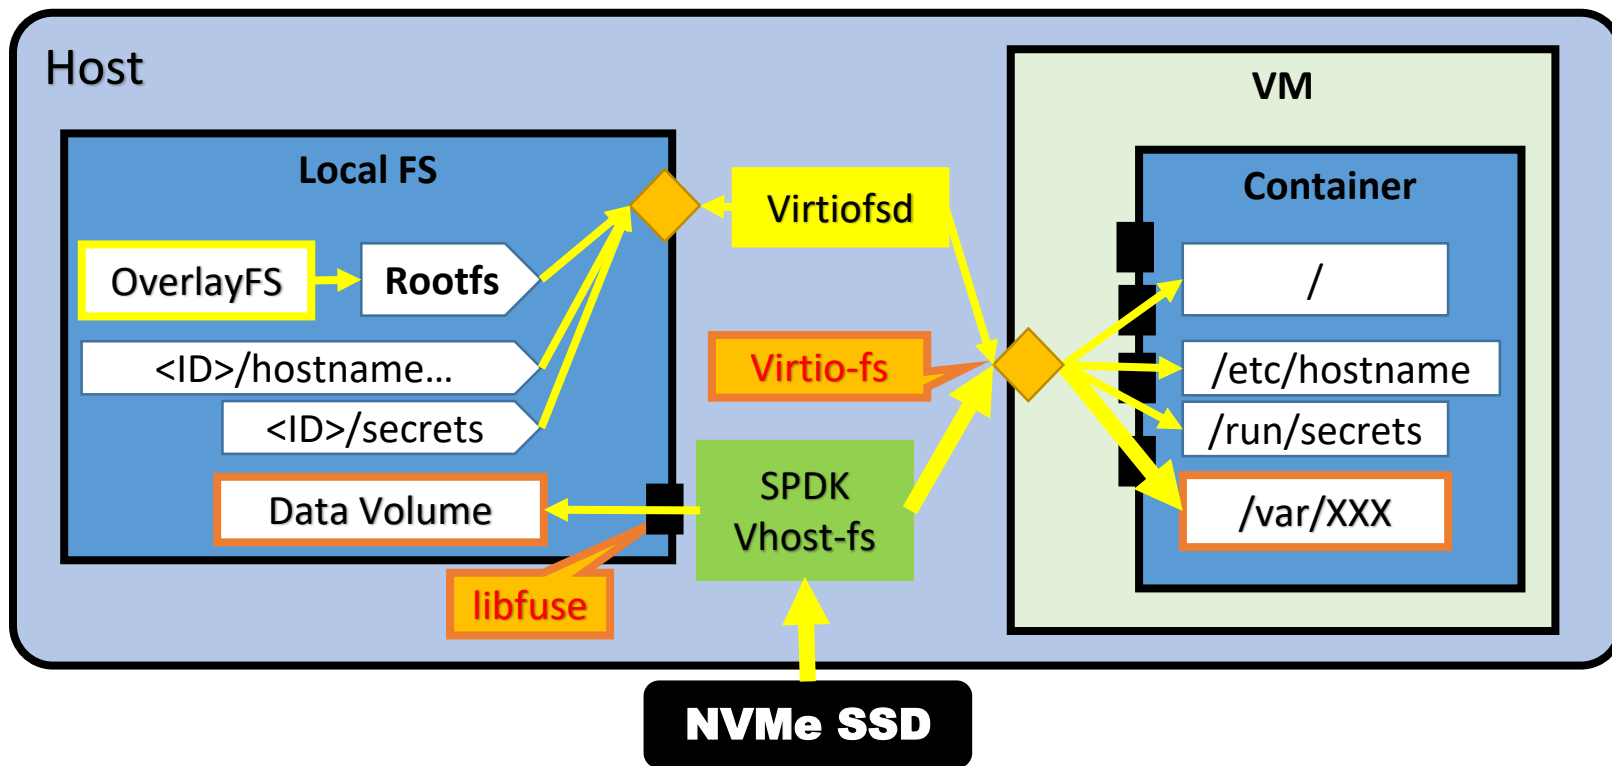 Host
VM
Local FS
Container
Virtiofsd
OverlayFS
Rootfs
/
<ID>/hostname...
Virtio-fs
/etc/hostname
<ID>/secrets
/run/secrets
SPDK
Vhost-fs
Data Volume
/var/XXX
libfuse
NVMe SSD